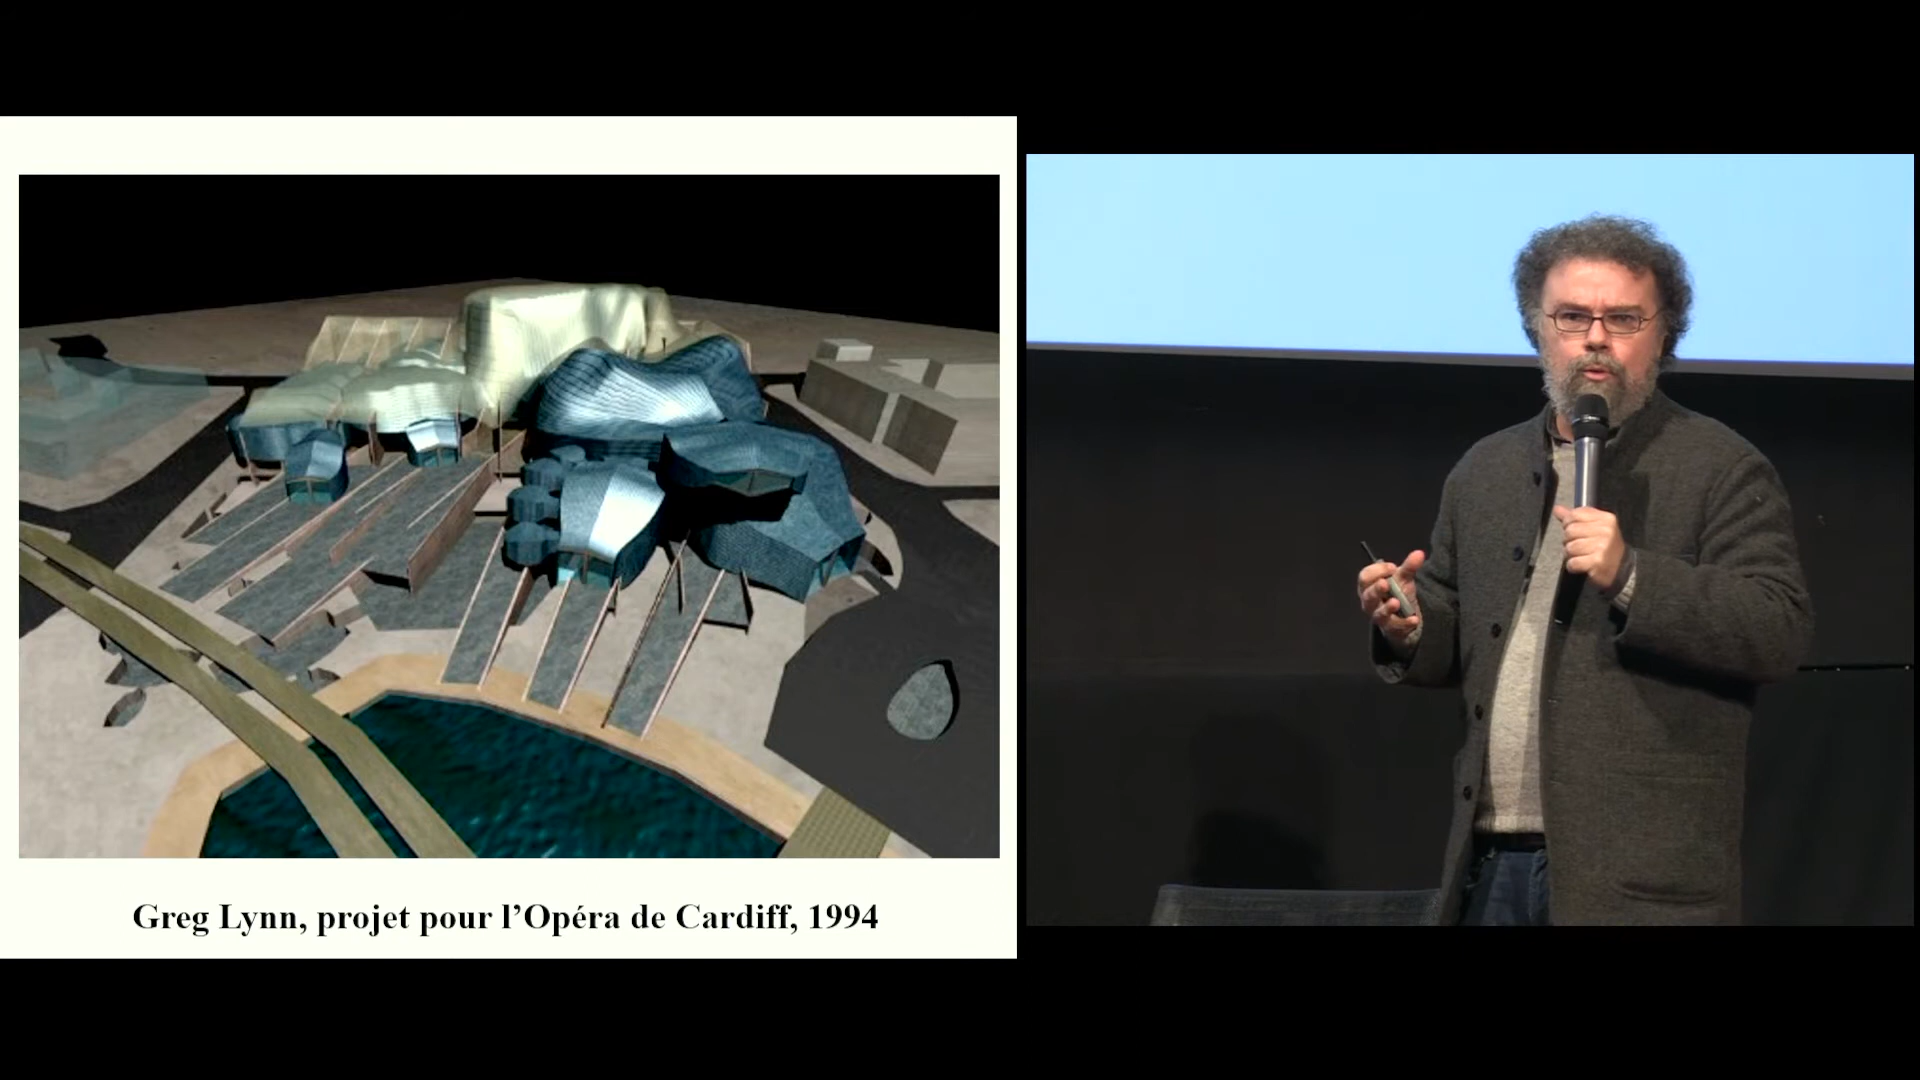 Greg Lynn, projet pour l’Opéra de Cardiff, 1994